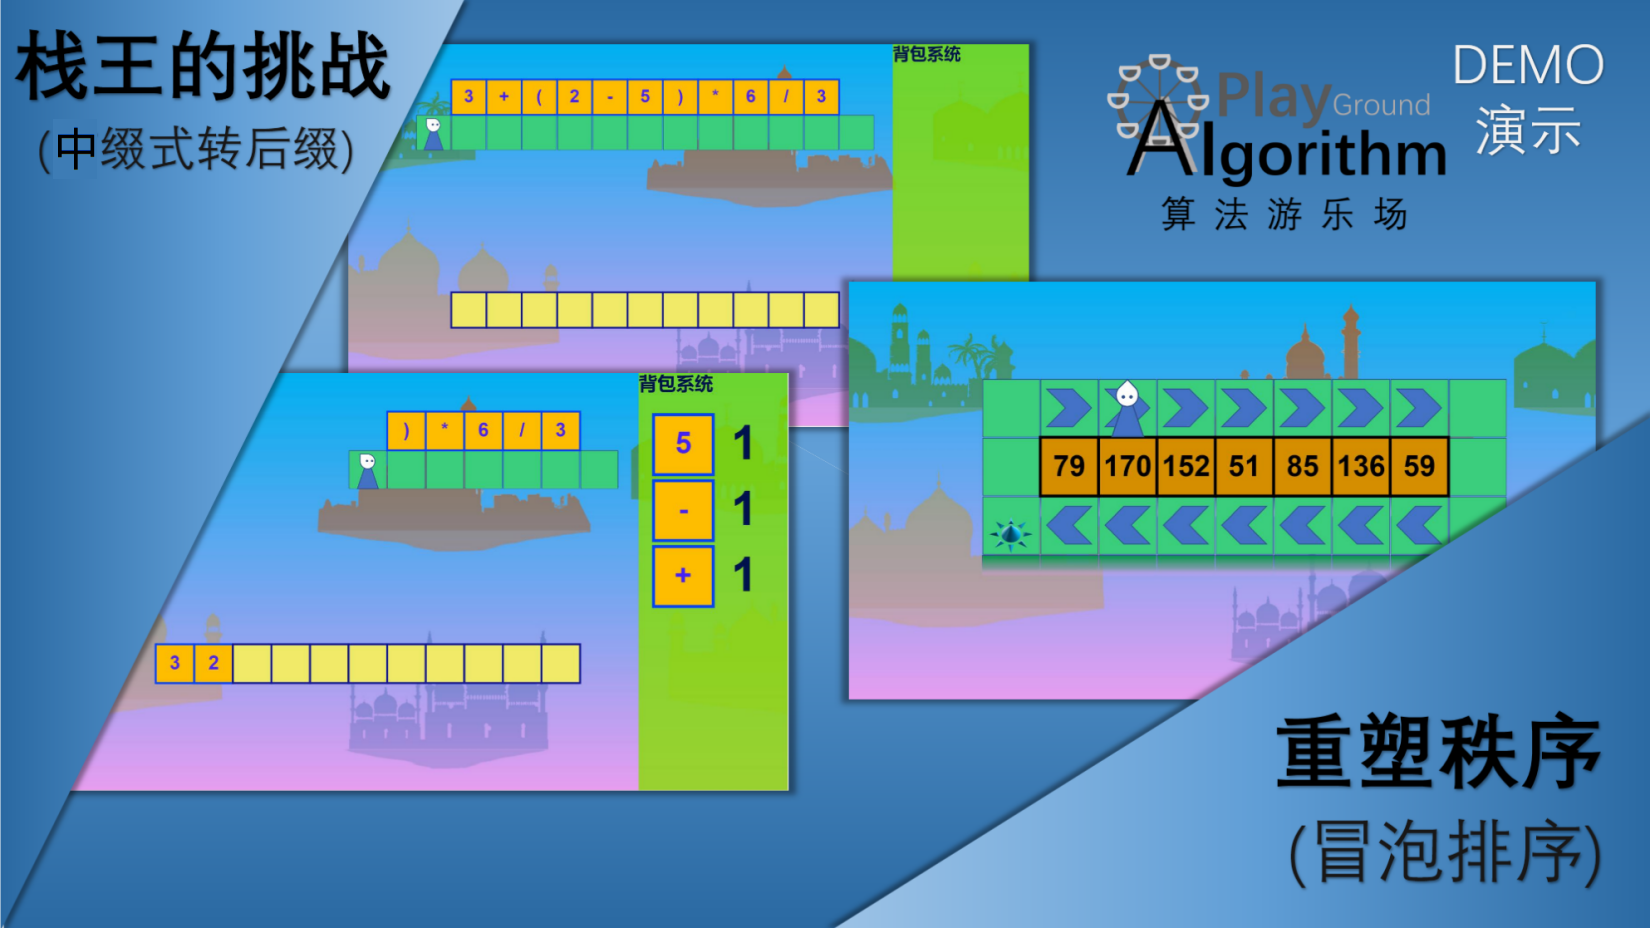 栈王的挑战
(中缀式转后缀)
背包系统
3 + ( 2 - 5 ) * 6 / 3
PlayGround
Algorithm
算法游乐场
DEMO
演示
背包系统
) * 6 / 3
5 1
- 1
+ 1
3 2
79 170 152 51 85 136 59
重塑秩序
(冒泡排序)